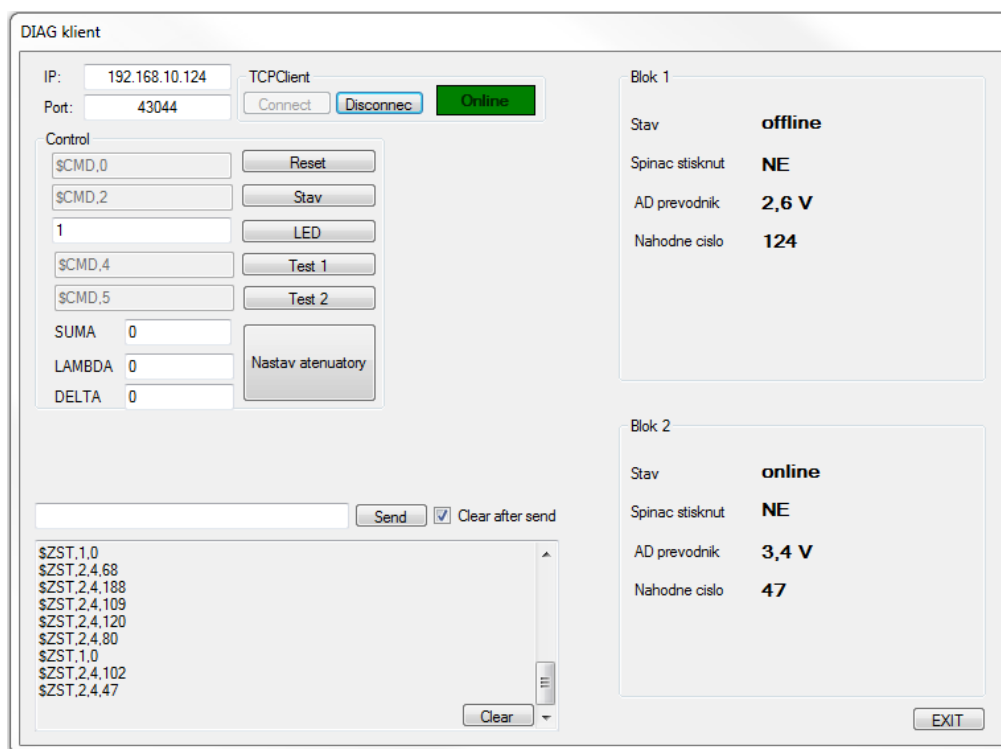 DIAG klient
IP: 192.168.10.124
Port: 43044
TCPClient
Connect Disconnec Online
Control
$CMD,0 Reset
$CMD,2 Stav
1 LED
$CMD,4 Test 1
$CMD,5 Test 2
SUMA 0
LAMBDA 0
DELTA 0
Nastav atenuatory
Send Clear after send
$ZST,1,0
$ZST,2,4,68
$ZST,2,4,188
$ZST,2,4,109
$ZST,2,4,120
$ZST,2,4,80
$ZST,1,0
$ZST,2,4,102
$ZST,2,4,47
Clear
Blok 1
Stav offline
Spinac stisknut NE
AD prevodnik 2,6 V
Nahodne cislo 124
Blok 2
Stav online
Spinac stisknut NE
AD prevodnik 3,4 V
Nahodne cislo 47
EXIT